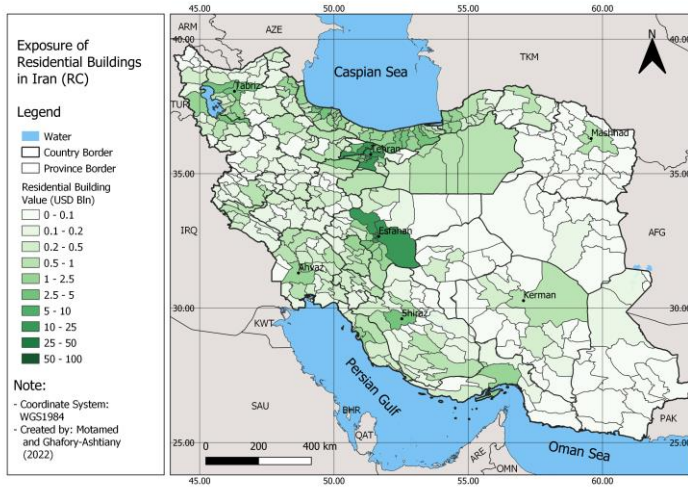 Exposure of
Residential Buildings
in Iran (RC)
Legend
Water
Country Border
Province Border
Residential Building
Value (USD Bln)
0 - 0.1
0.1 - 0.2
0.2 - 0.5
0.5 - 1
1 - 2.5
2.5 - 5
5 - 10
10 - 25
25 - 50
50 - 100
Note:
- Coordinate System:
WGS1984
- Created by: Motamed
and Ghafory-Ashtiany
(2022)
45.00
50.00
55.00
60.00
ARM
AZE
40.00
40.00
N
TKM
Caspian Sea
Tabriz
TUR
Mashhad
Tehran
35.00
35.00
IRQ
Esfahan
AFG
Ahvaz
Kerman
30.00
30.00
Shiraz
KWT
Persian Gulf
SAU
BHR
QAT
PAK
25.00
25.00
ARE
OMN
Oman Sea
0
200
400 km
45.00
50.00
55.00
60.00